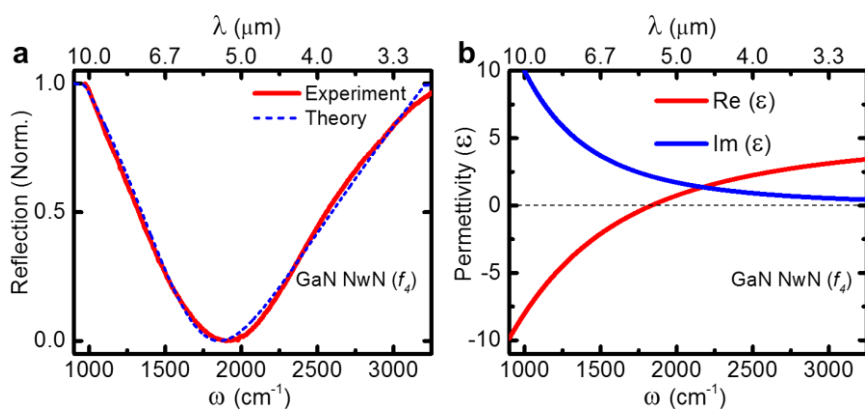 a
λ (μm)
10.0 6.7 5.0 4.0 3.3
Reflection (Norm.)
1.0
0.5
0.0
Experiment
Theory
GaN NwN (f4)
1000 1500 2000 2500 3000
ω (cm-1)
b
λ (μm)
10.0 6.7 5.0 4.0 3.3
Permettivity (ε)
10
5
0
-5
-10
Re (ε)
Im (ε)
GaN NwN (f4)
1000 1500 2000 2500 3000
ω (cm-1)